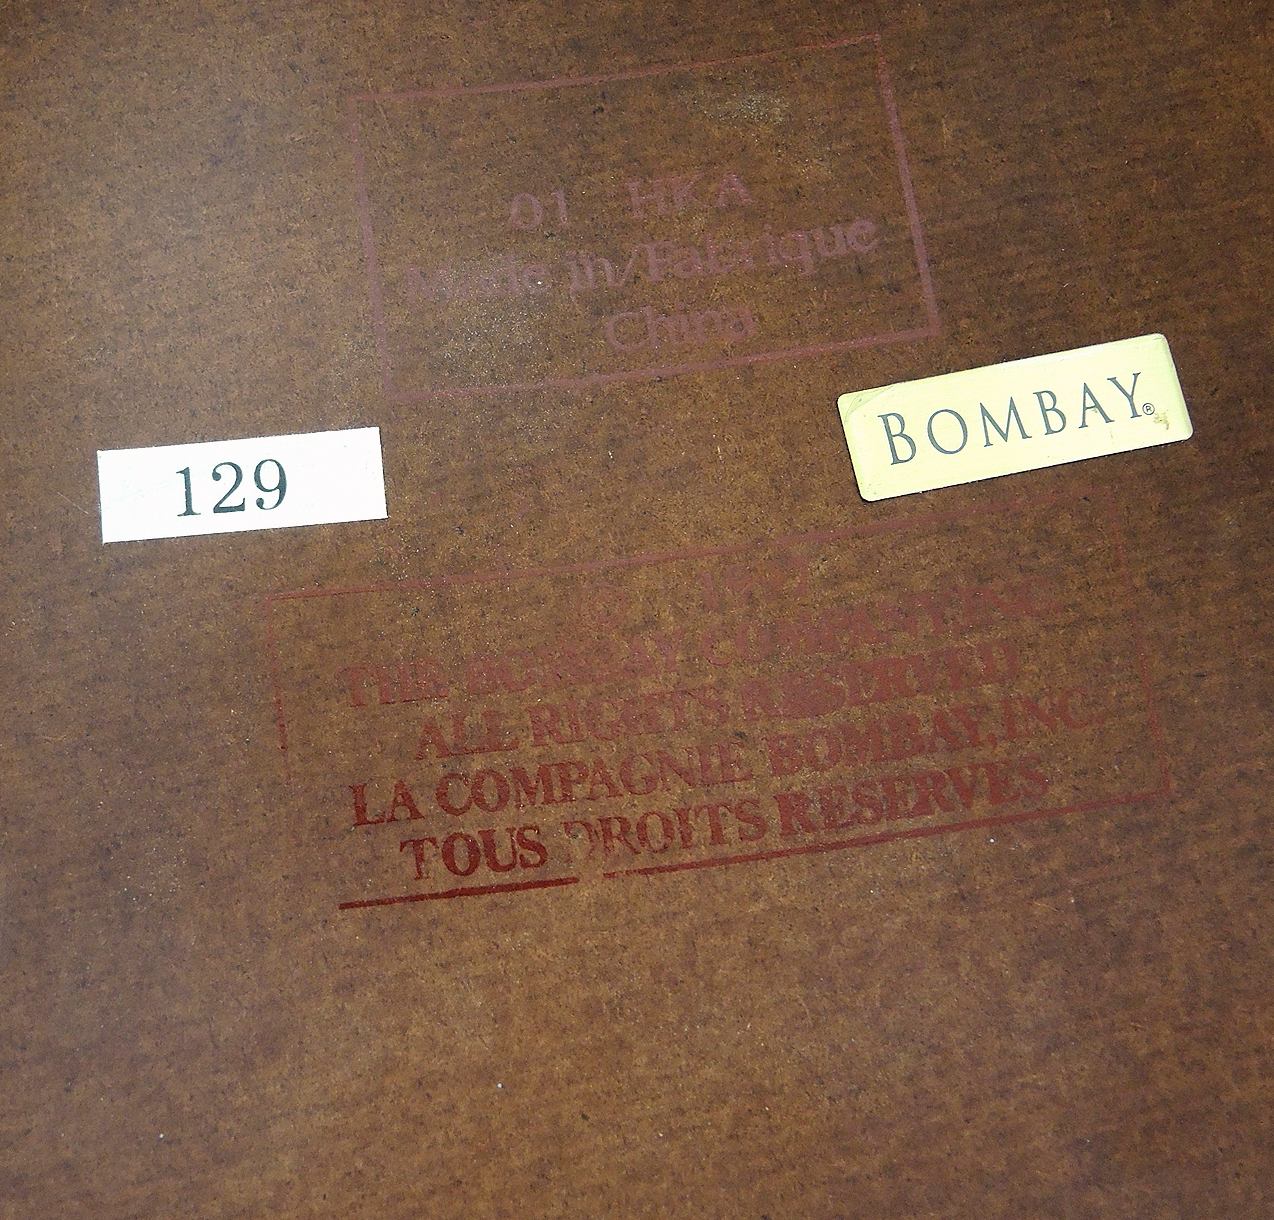 01 HKA
Made in/Fabrique
China
BOMBAY®
129
© 1997
THE BOMBAY COMPANY, INC.
ALL RIGHTS RESERVED
LA COMPAGNIE BOMBAY, INC.
TOUS DROITS RESERVES